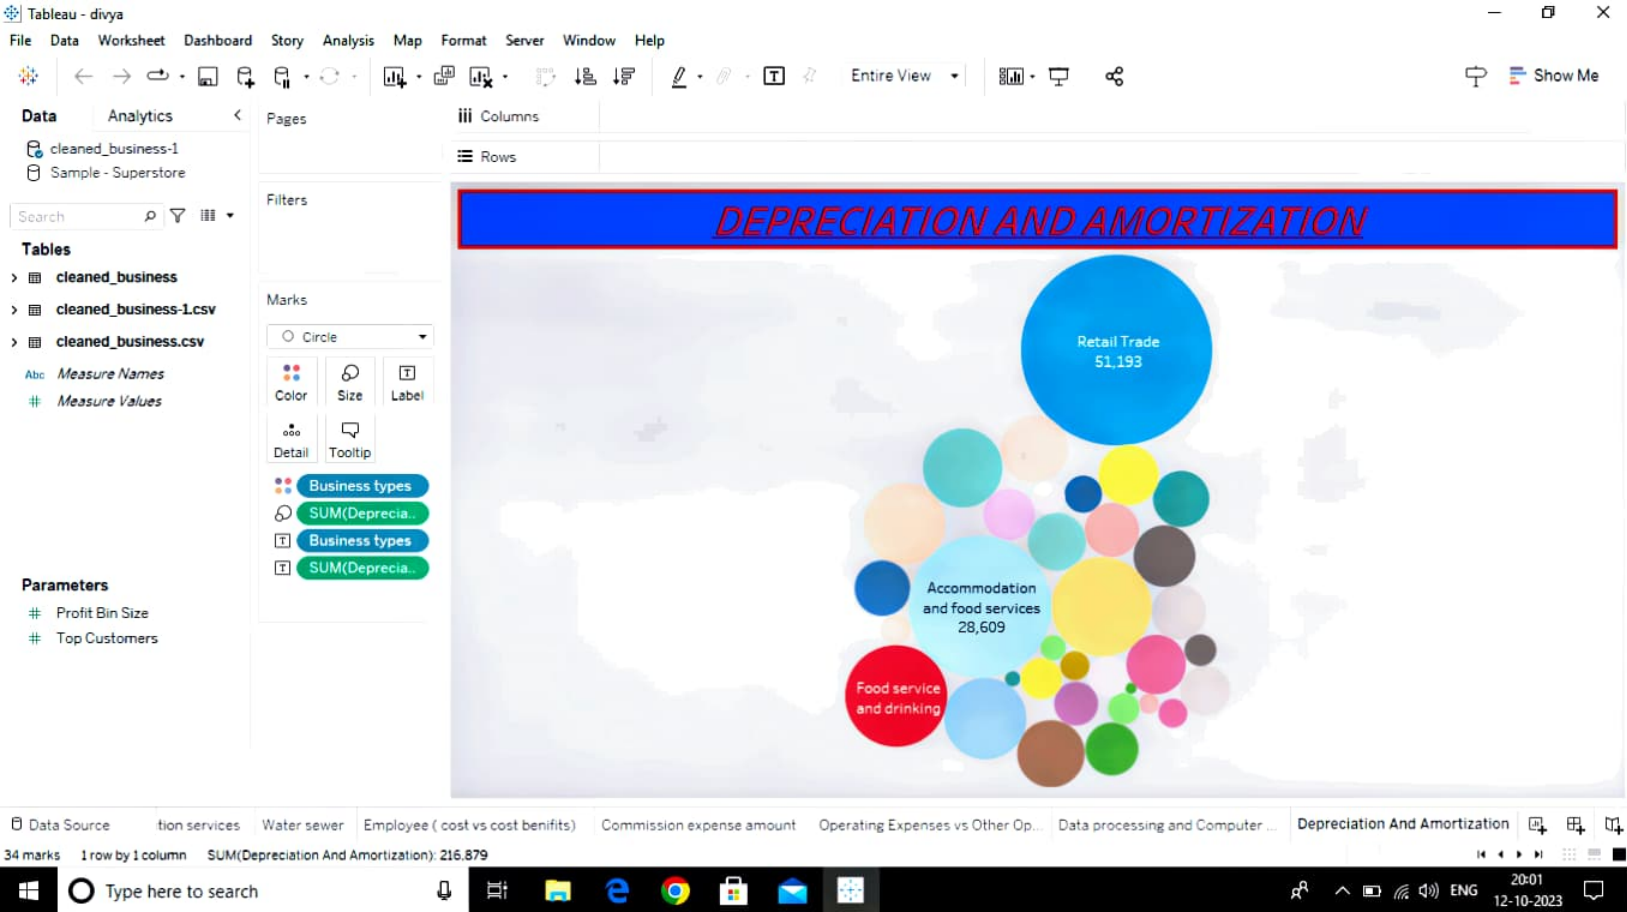 Tableau - divya
File Data Worksheet Dashboard Story Analysis Map Format Server Window Help
Entire View
Show Me
Data Analytics
cleaned_business-1
Sample - Superstore
Search
Tables
cleaned_business
cleaned_business-1.csv
cleaned_business.csv
Abc Measure Names
# Measure Values
Parameters
# Profit Bin Size
# Top Customers
Pages
Filters
Marks
Circle
Color Size Label
Detail Tooltip
Business types
SUM(Deprecia..
Business types
SUM(Deprecia..
Columns
Rows
DEPRECIATION AND AMORTIZATION
Retail Trade
51,193
Accommodation
and food services
28,609
Food service
and drinking
Data Source tion services Water sewer Employee ( cost vs cost benifits) Commission expense amount Operating Expenses vs Other Op... Data processing and Computer ... Depreciation And Amortization
34 marks 1 row by 1 column SUM(Depreciation And Amortization): 216,879
Type here to search
ENG
20:01
12-10-2023